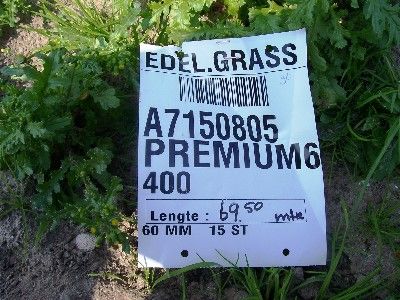 EDEL.GRASS
A7150805
PREMIUM6
400
Lengte : 69.50 mtr.
60 MM 15 ST